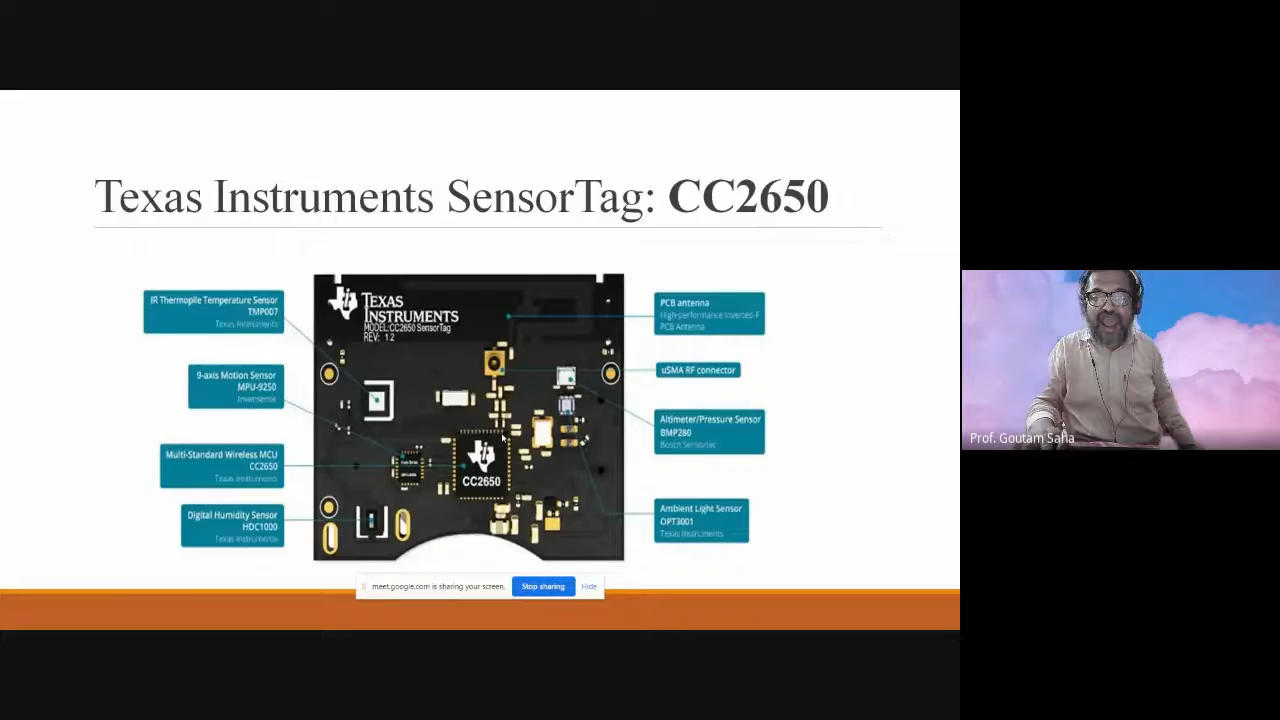 Texas Instruments SensorTag: CC2650
IR Thermopile Temperature Sensor
TMP007
Texas Instruments
9-axis Motion Sensor
MPU-9250
Invensense
Multi-Standard Wireless MCU
CC2650
Texas Instruments
Digital Humidity Sensor
HDC1000
Texas Instruments
TEXAS
INSTRUMENTS
MODEL:CC2650 SensorTag
REV: 1.2
CC2650
PCB antenna
High-performance Inverted-F
PCB Antenna
uSMA RF connector
Altimeter/Pressure Sensor
BMP280
Bosch Sensortec
Ambient Light Sensor
OPT3001
Texas Instruments
meet.google.com is sharing your screen.
Stop sharing
Hide
Prof. Goutam Saha